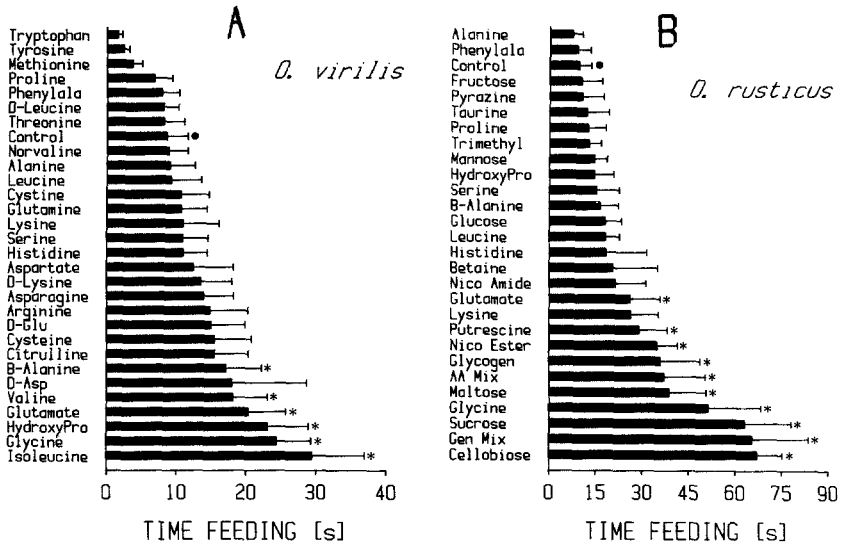 A
O. virilis
Tryptophan
Tyrosine
Methionine
Proline
Phenylala
D-Leucine
Threonine
Control
Norvaline
Alanine
Leucine
Cystine
Glutamine
Lysine
Serine
Histidine
Aspartate
D-Lysine
Asparagine
Arginine
D-Glu
Cysteine
Citrulline
B-Alanine *
D-Asp
Valine *
Glutamate *
HydroxyPro *
Glycine *
Isoleucine *
0 10 20 30 40
TIME FEEDING [s]
B
O. rusticus
Alanine
Phenylala
Control
Fructose
Pyrazine
Taurine
Proline
Trimethyl
Mannose
HydroxyPro
Serine
B-Alanine
Glucose
Leucine
Histidine
Betaine
Nico Amide
Glutamate *
Lysine
Putrescine *
Nico Ester *
Glycogen *
AA Mix *
Maltose *
Glycine *
Sucrose *
Gen Mix *
Cellobiose *
0 15 30 45 60 75 90
TIME FEEDING [s]